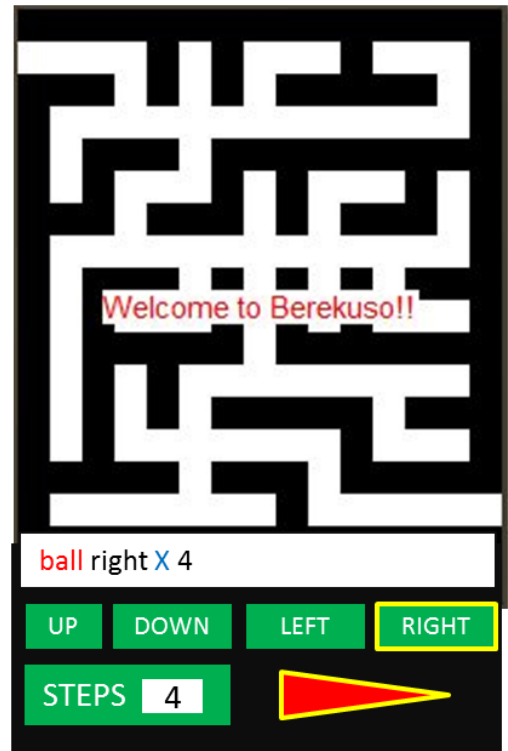 Welcome to Berekuso!!
ball right X 4
UP DOWN LEFT RIGHT
STEPS 4